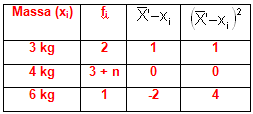 Massa (xᵢ) fᵢ X̅'−xᵢ (X̅'−xᵢ)²
3 kg 2 1 1
4 kg 3 + n 0 0
6 kg 1 -2 4